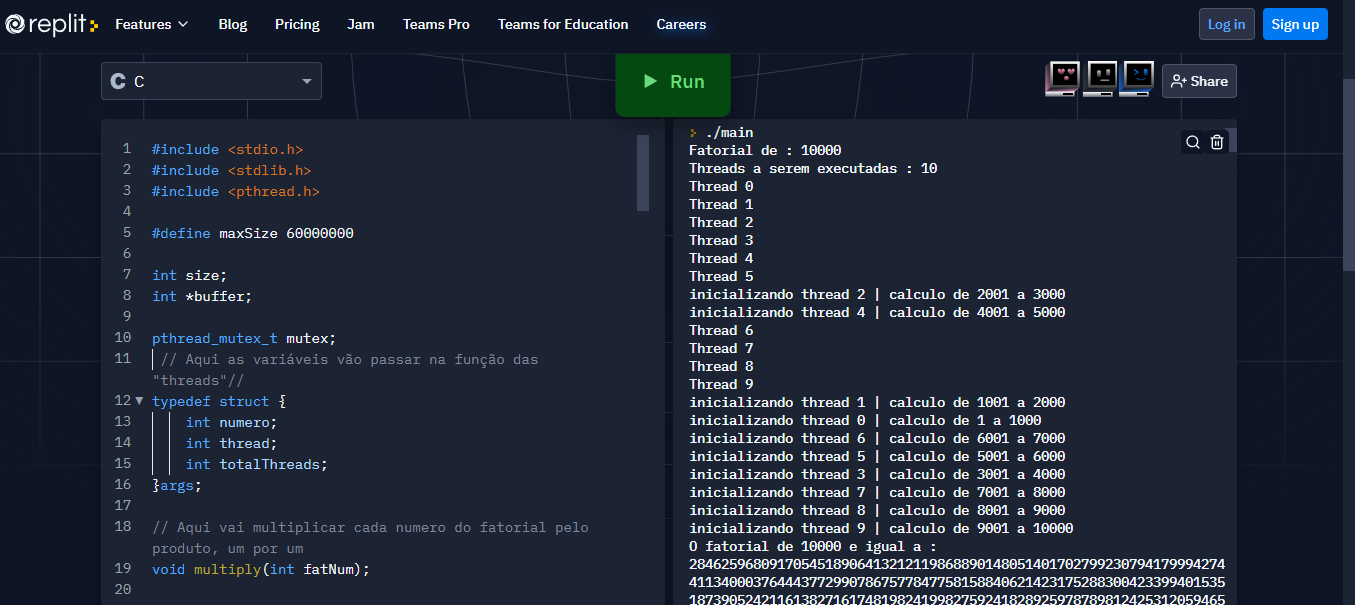 replit Features Blog Pricing Jam Teams Pro Teams for Education Careers Log in Sign up
C C
Run
Share
1 #include <stdio.h>
2 #include <stdlib.h>
3 #include <pthread.h>
4
5 #define maxSize 60000000
6
7 int size;
8 int *buffer;
9
10 pthread_mutex_t mutex;
11 // Aqui as variáveis vão passar na função das
"threads"//
12 typedef struct {
13 int numero;
14 int thread;
15 int totalThreads;
16 }args;
17
18 // Aqui vai multiplicar cada numero do fatorial pelo
produto, um por um
19 void multiply(int fatNum);
20
./main
Fatorial de : 10000
Threads a serem executadas : 10
Thread 0
Thread 1
Thread 2
Thread 3
Thread 4
Thread 5
inicializando thread 2 | calculo de 2001 a 3000
inicializando thread 4 | calculo de 4001 a 5000
Thread 6
Thread 7
Thread 8
Thread 9
inicializando thread 1 | calculo de 1001 a 2000
inicializando thread 0 | calculo de 1 a 1000
inicializando thread 6 | calculo de 6001 a 7000
inicializando thread 5 | calculo de 5001 a 6000
inicializando thread 3 | calculo de 3001 a 4000
inicializando thread 7 | calculo de 7001 a 8000
inicializando thread 8 | calculo de 8001 a 9000
inicializando thread 9 | calculo de 9001 a 10000
O fatorial de 10000 e igual a :
2846259680917054518906413212119868890148051401702799230794179994274
4113400037644437729907867577847758158840621423175288300423399401535
1873905242116138271617481982419982759241828925978789812425312059465